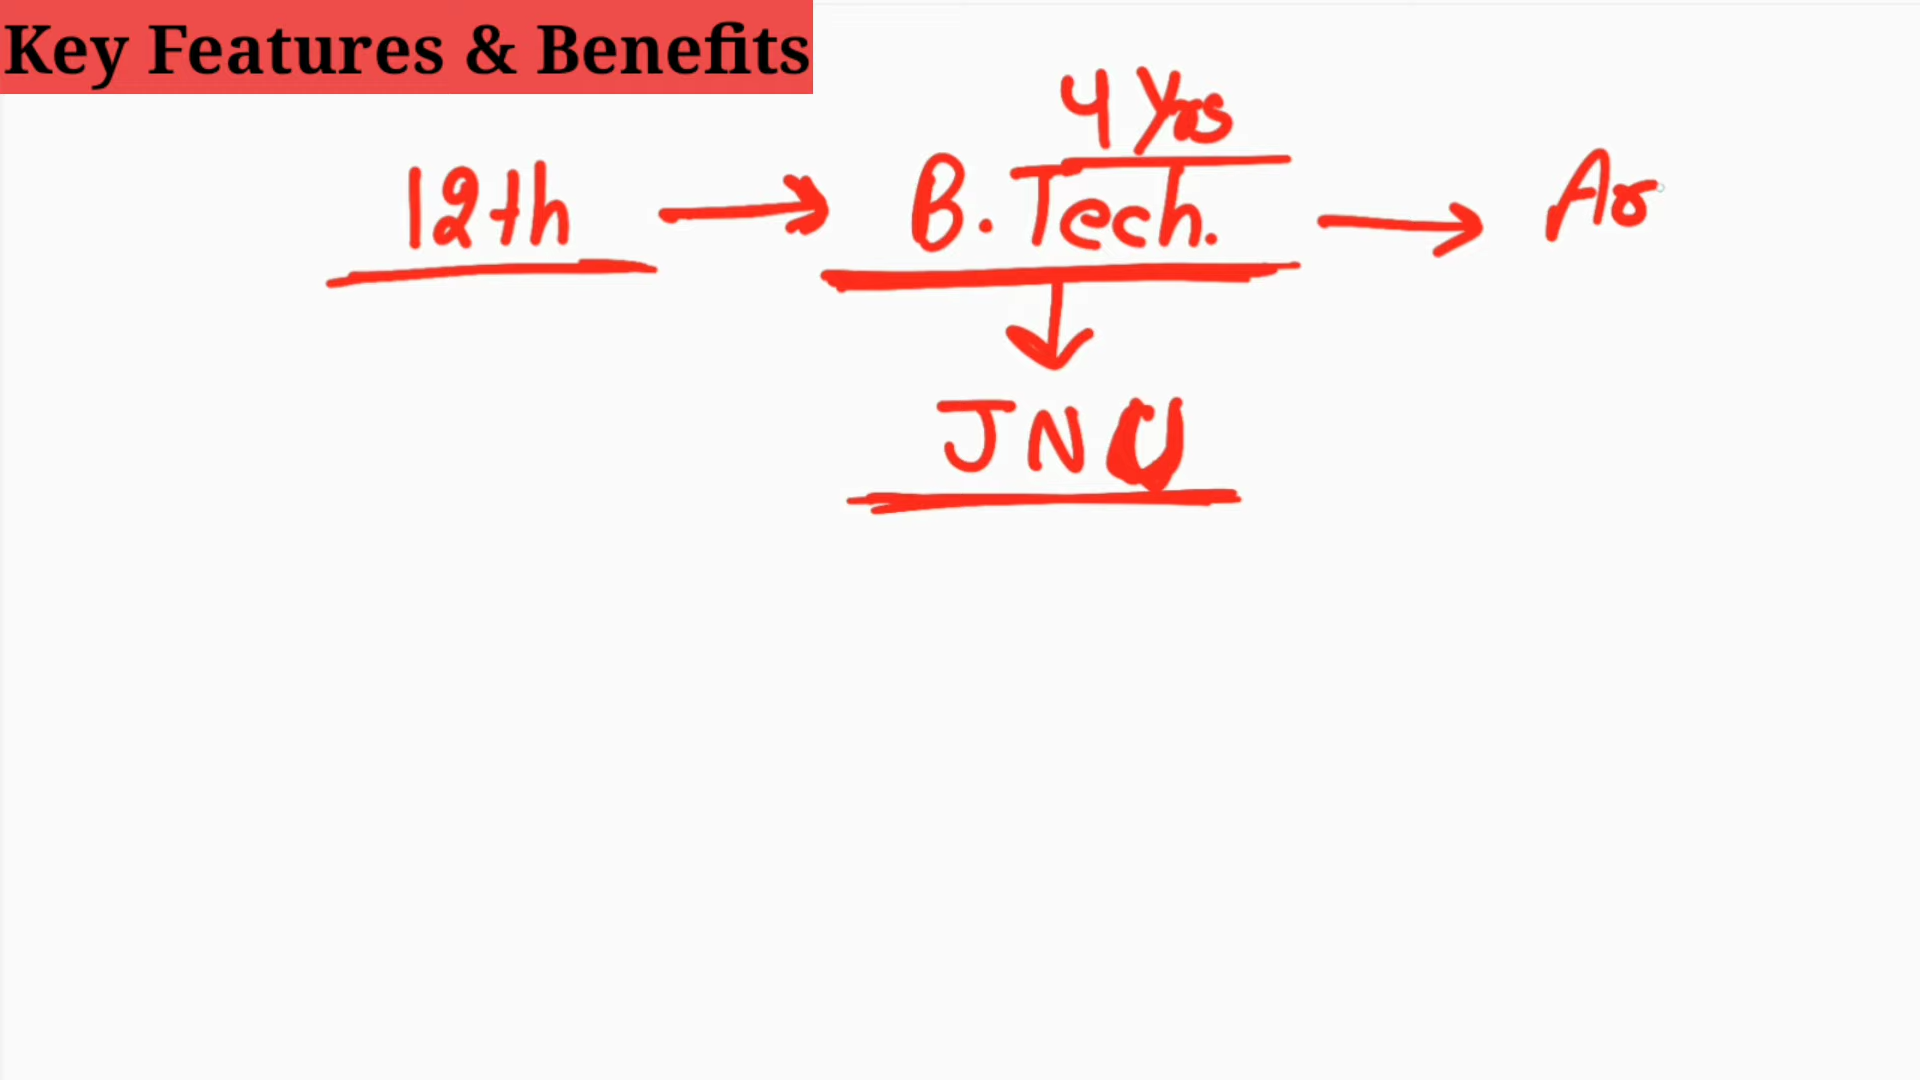 Key Features & Benefits
4 Yrs
12th → B.Tech. → Ar
JNU